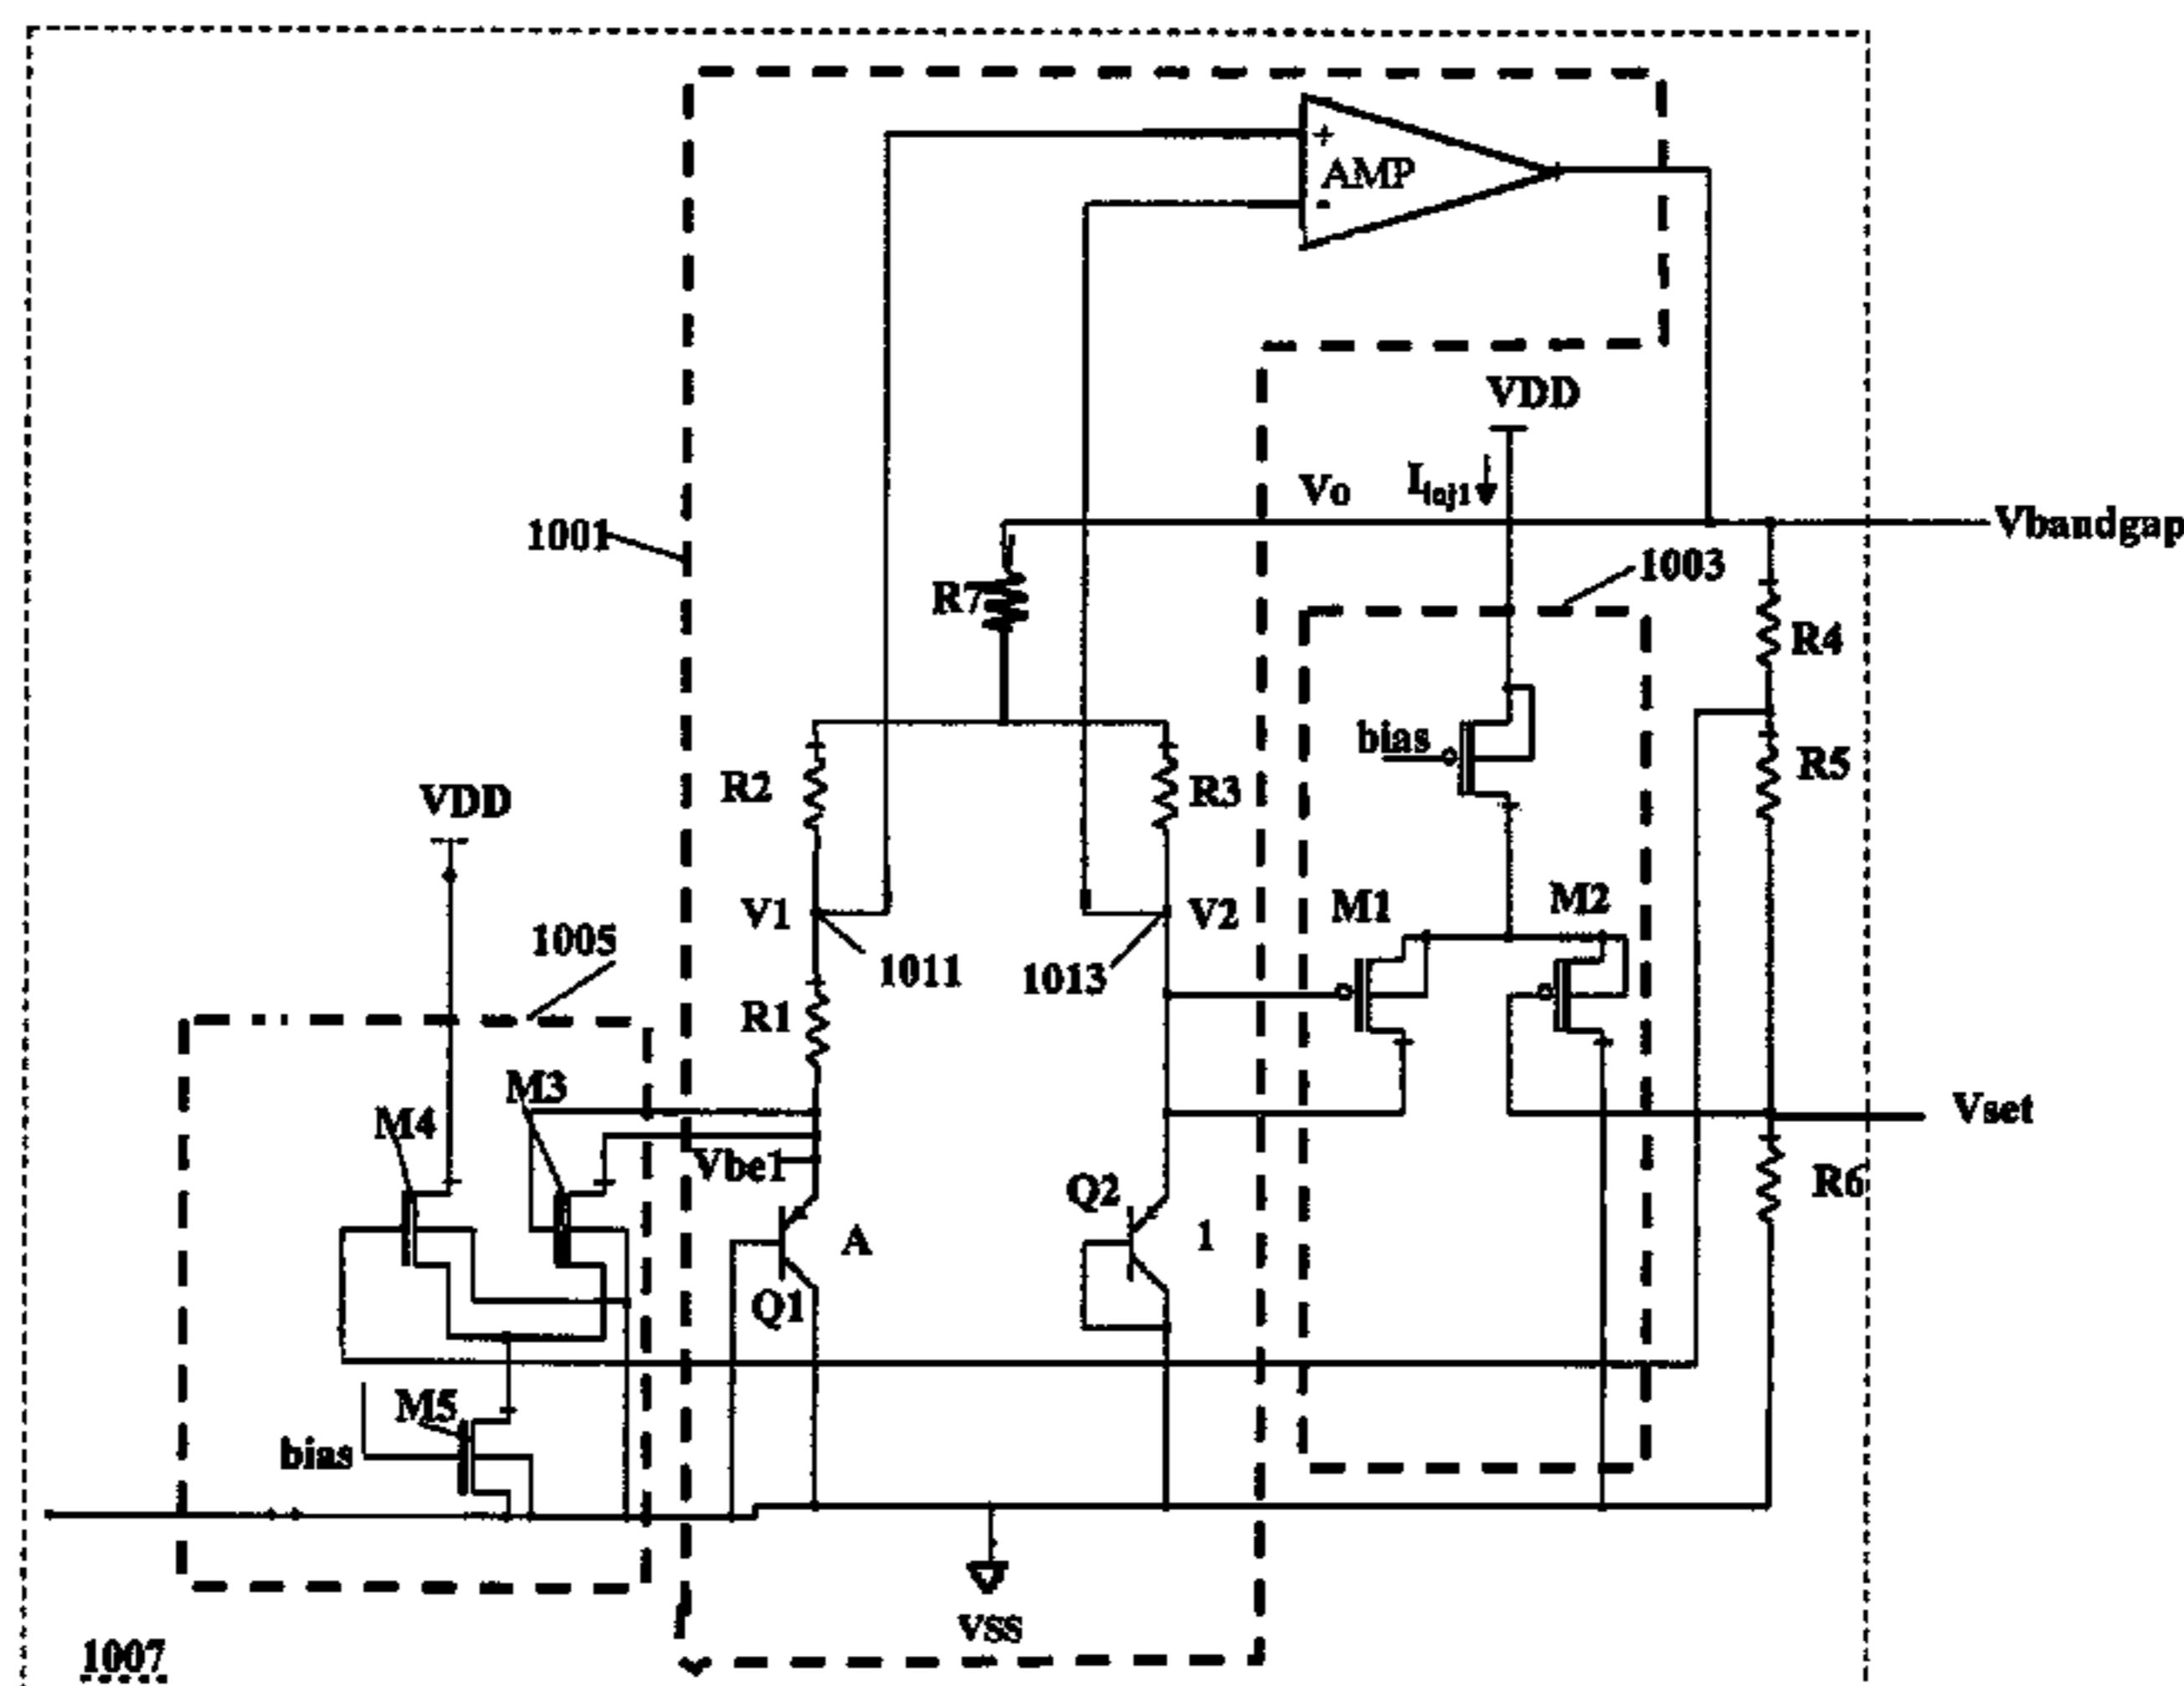 +
AMP
-
VDD
Vo
Iinj1
Vbandgap
1001
1003
R7
R4
bias
R5
VDD
R2
R3
M1
M2
V1
V2
1005
1011
1013
R1
M3
M4
Vset
Vbe1
Q2
R6
A
1
Q1
M5
bias
VSS
1007